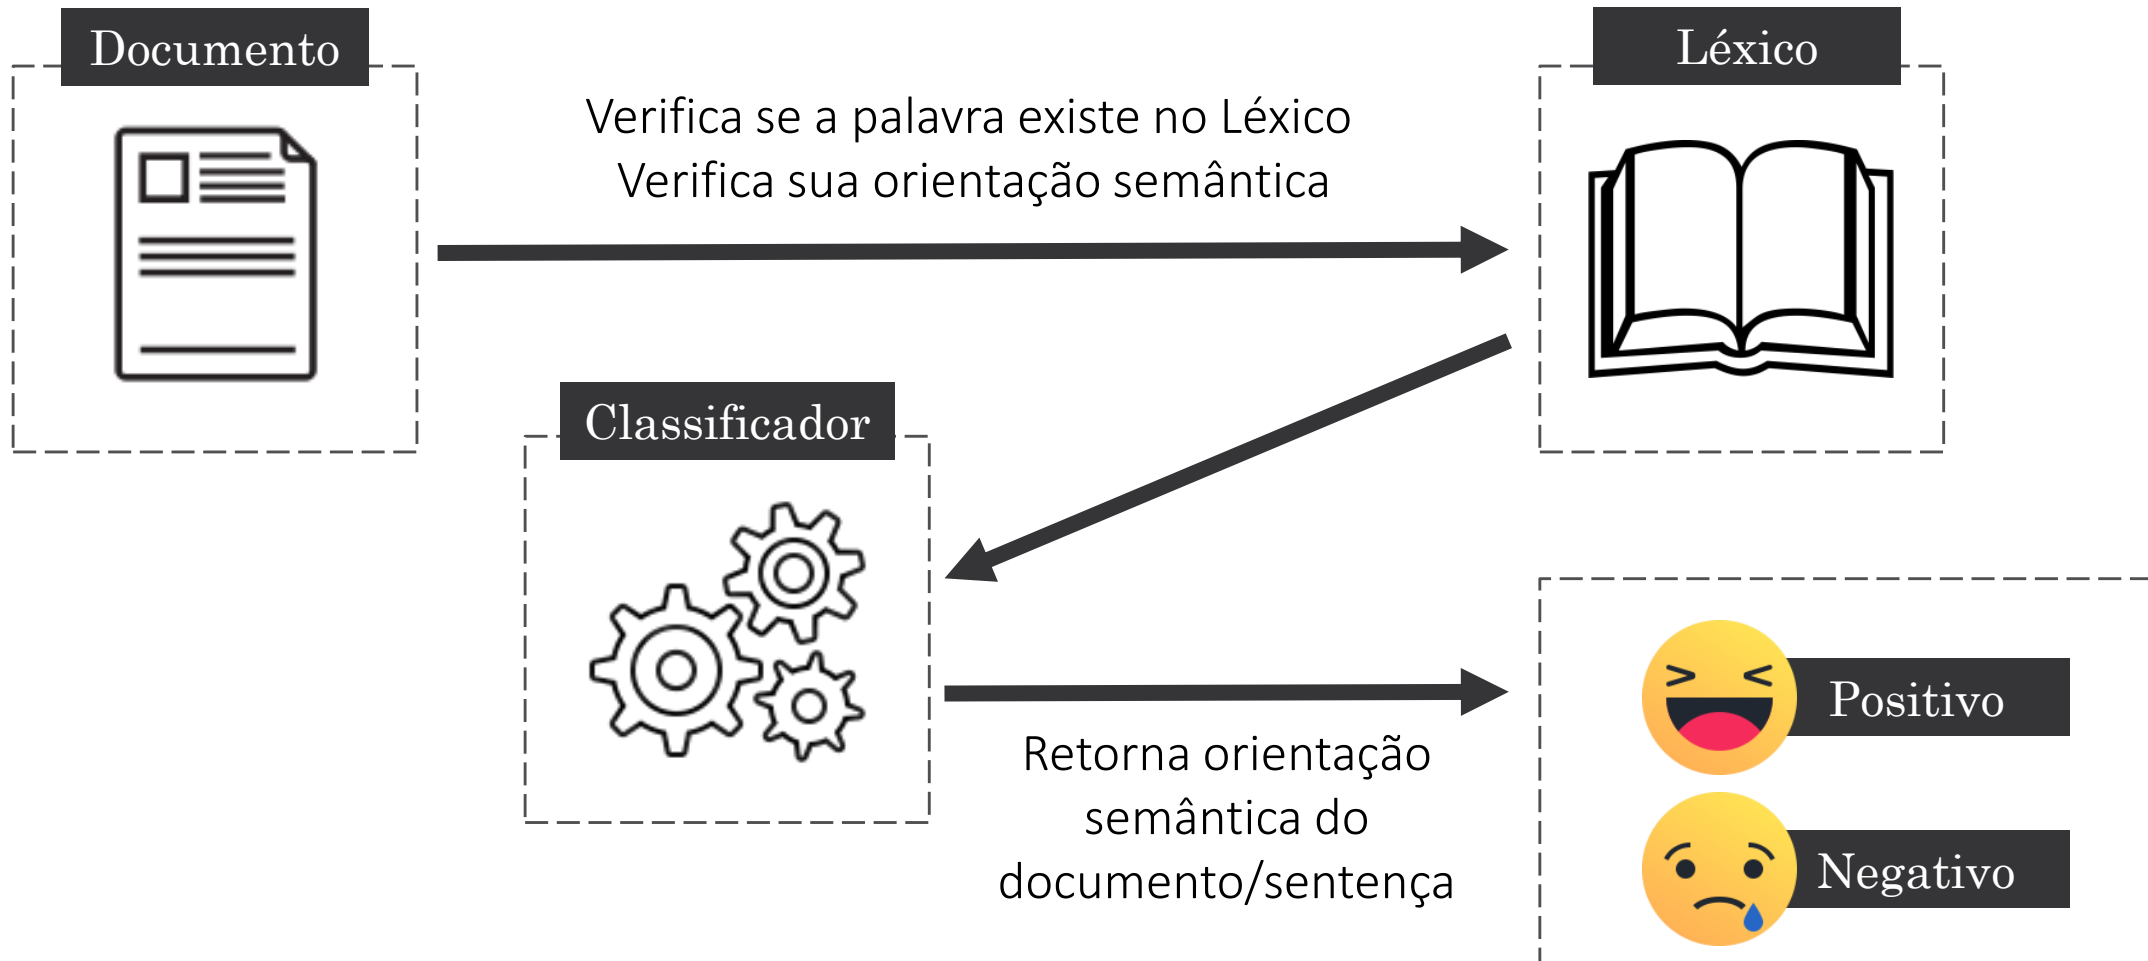 Documento
Léxico
Verifica se a palavra existe no Léxico
Verifica sua orientação semântica
Classificador
Positivo
Retorna orientação
semântica do
documento/sentença
Negativo